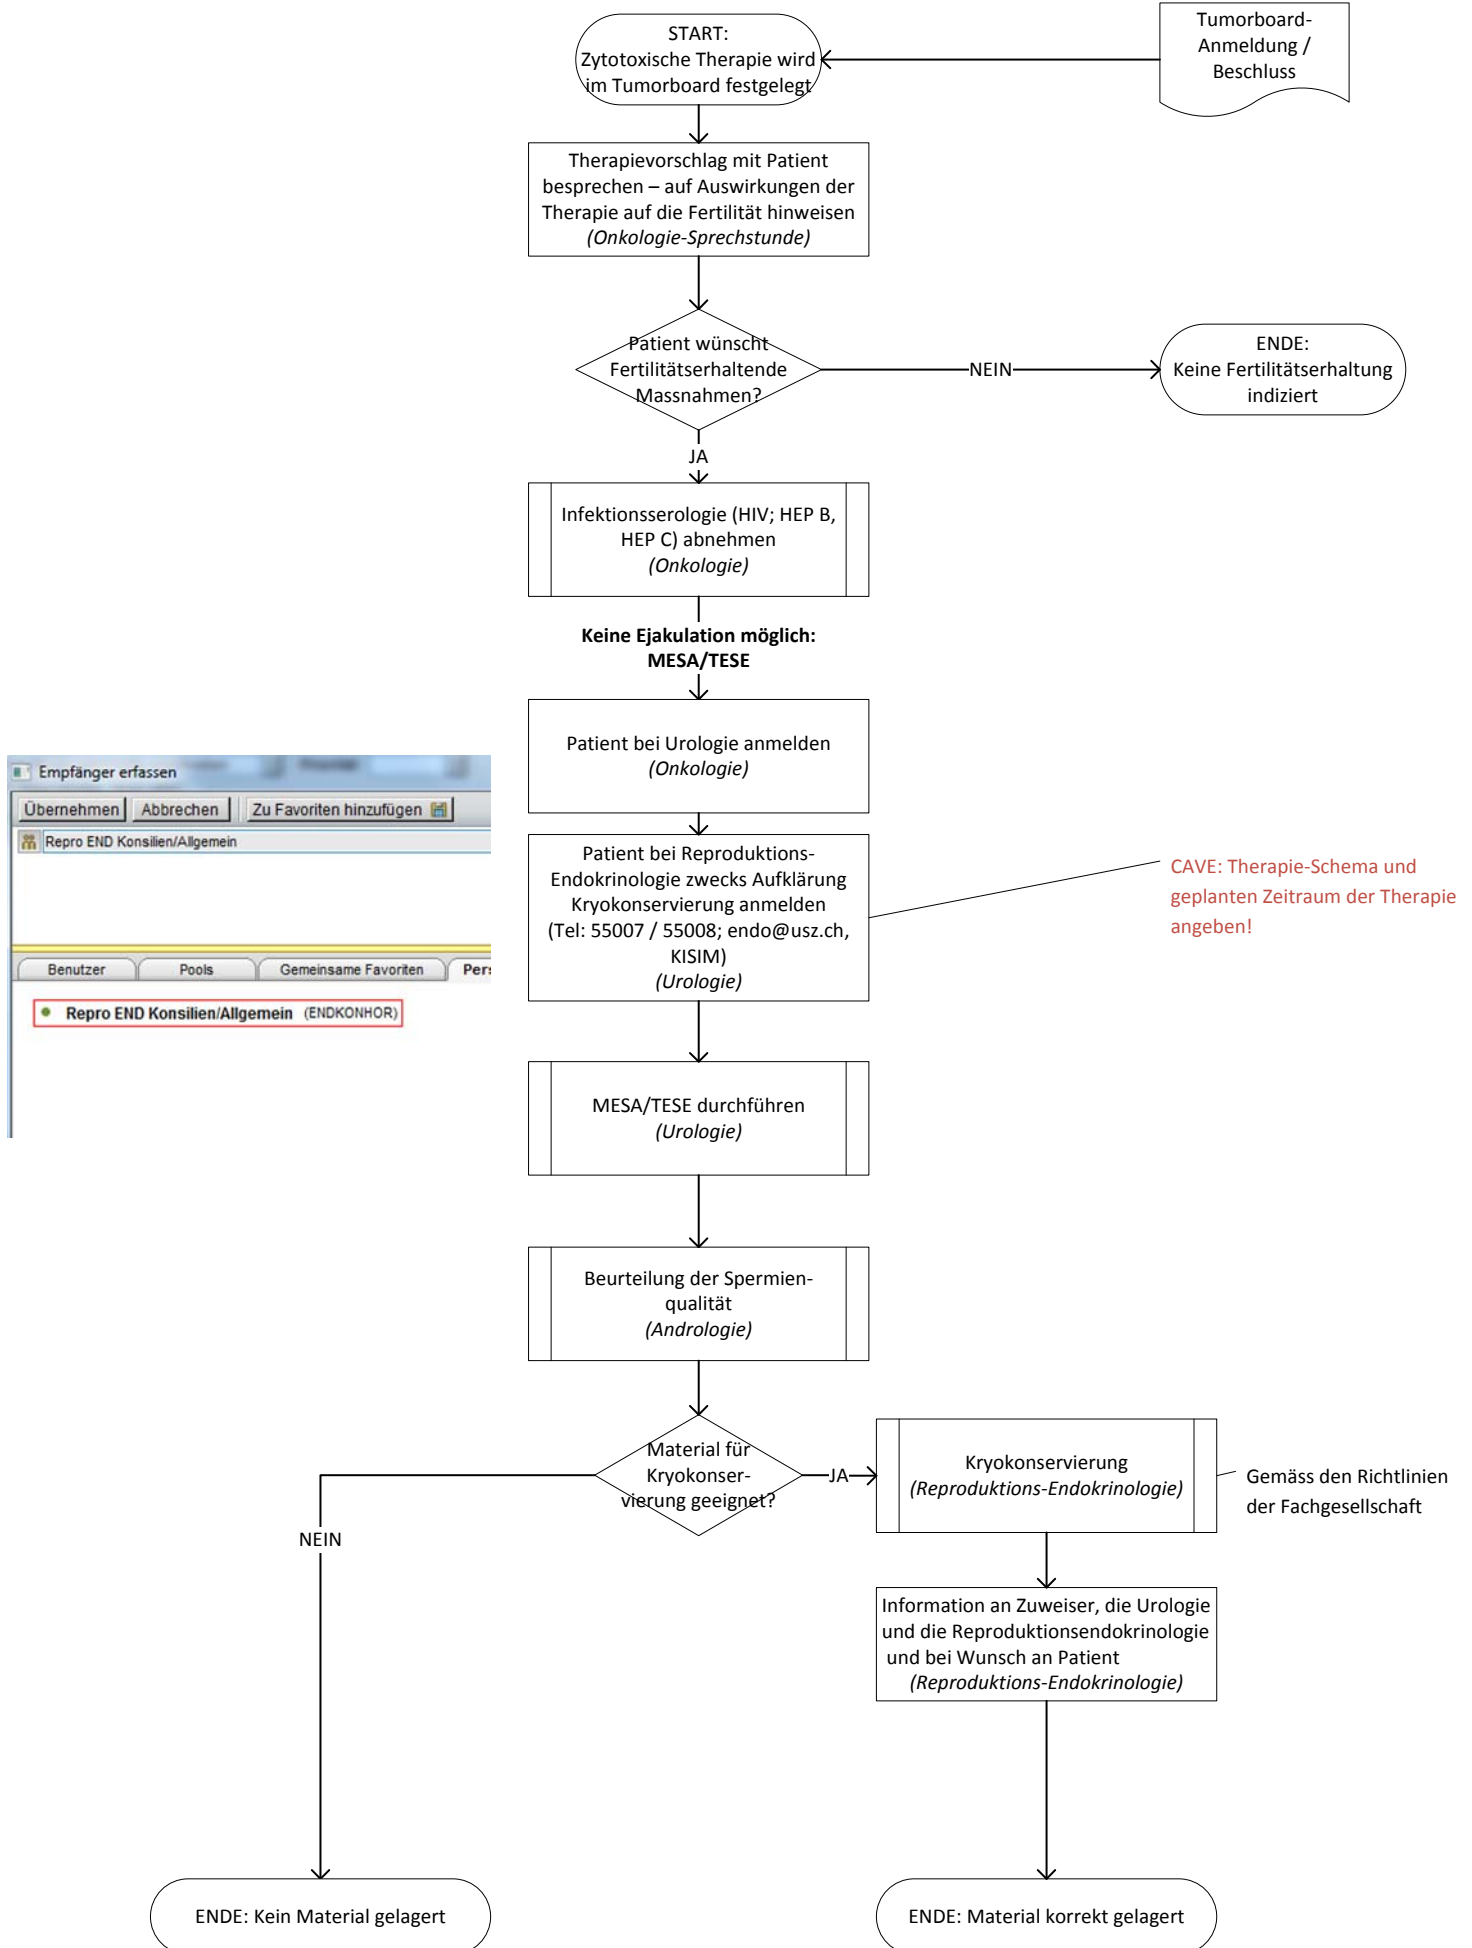 START:
Zytotoxische Therapie wird
im Tumorboard festgelegt
Tumorboard-
Anmeldung /
Beschluss
Therapievorschlag mit Patient
besprechen – auf Auswirkungen der
Therapie auf die Fertilität hinweisen
(Onkologie-Sprechstunde)
Patient wünscht
Fertilitätserhaltende
Massnahmen?
NEIN
ENDE:
Keine Fertilitätserhaltung
indiziert
JA
Infektionsserologie (HIV; HEP B,
HEP C) abnehmen
(Onkologie)
Keine Ejakulation möglich:
MESA/TESE
Patient bei Urologie anmelden
(Onkologie)
Empfänger erfassen
Übernehmen Abbrechen Zu Favoriten hinzufügen
Repro END Konsilien/Allgemein
Benutzer Pools Gemeinsame Favoriten Pers
Repro END Konsilien/Allgemein (ENDKONHOR)
Patient bei Reproduktions-
Endokrinologie zwecks Aufklärung
Kryokonservierung anmelden
(Tel: 55007 / 55008; endo@usz.ch,
KISIM)
(Urologie)
CAVE: Therapie-Schema und
geplanten Zeitraum der Therapie
angeben!
MESA/TESE durchführen
(Urologie)
Beurteilung der Spermien-
qualität
(Andrologie)
Material für
Kryokonser-
vierung geeignet?
JA
Kryokonservierung
(Reproduktions-Endokrinologie)
Gemäss den Richtlinien
der Fachgesellschaft
NEIN
Information an Zuweiser, die Urologie
und die Reproduktionsendokrinologie
und bei Wunsch an Patient
(Reproduktions-Endokrinologie)
ENDE: Kein Material gelagert
ENDE: Material korrekt gelagert